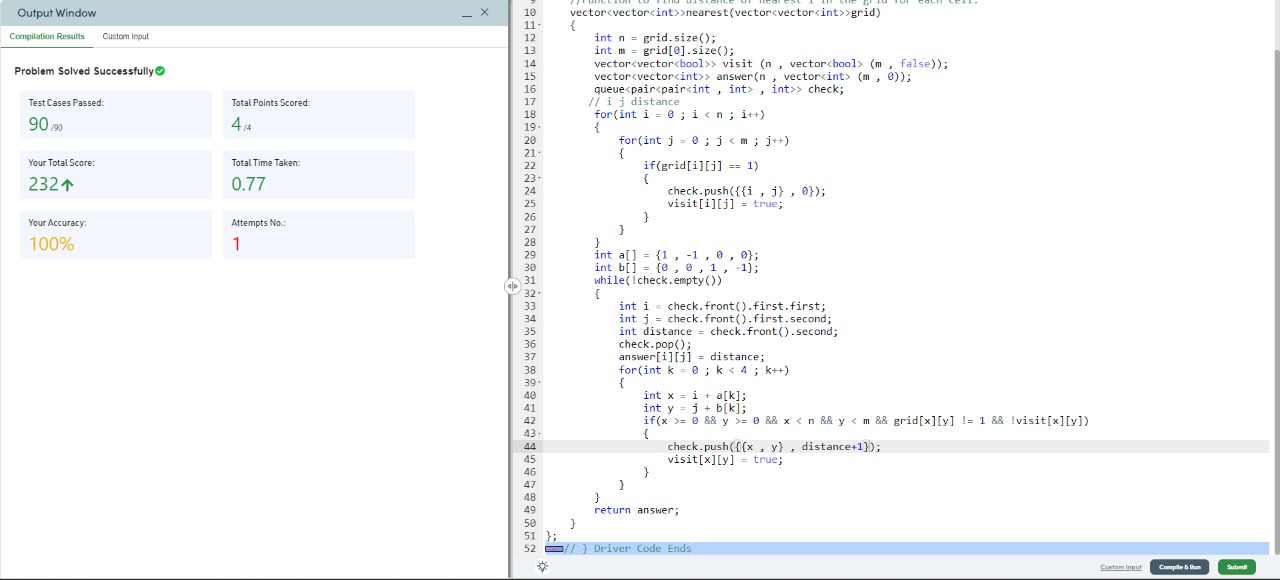 Output Window
Compilation Results Custom Input
Problem Solved Successfully
Test Cases Passed:
90 /90
Total Points Scored:
4 /4
Your Total Score:
232
Total Time Taken:
0.77
Your Accuracy:
100%
Attempts No.:
1
9 //Function to find distance of nearest 1 in the grid for each cell.
10 vector<vector<int>>nearest(vector<vector<int>>grid)
11 {
12 int n = grid.size();
13 int m = grid[0].size();
14 vector<vector<bool>> visit (n , vector<bool> (m , false));
15 vector<vector<int>> answer(n , vector<int> (m , 0));
16 queue<pair<pair<int , int> , int>> check;
17 // i j distance
18 for(int i = 0 ; i < n ; i++)
19 {
20 for(int j = 0 ; j < m ; j++)
21 {
22 if(grid[i][j] == 1)
23 {
24 check.push({{i , j} , 0});
25 visit[i][j] = true;
26 }
27 }
28 }
29 int a[] = {1 , -1 , 0 , 0};
30 int b[] = {0 , 0 , 1 , -1};
31 while(!check.empty())
32 {
33 int i = check.front().first.first;
34 int j = check.front().first.second;
35 int distance = check.front().second;
36 check.pop();
37 answer[i][j] = distance;
38 for(int k = 0 ; k < 4 ; k++)
39 {
40 int x = i + a[k];
41 int y = j + b[k];
42 if(x >= 0 && y >= 0 && x < n && y < m && grid[x][y] != 1 && !visit[x][y])
43 {
44 check.push({{x , y} , distance+1});
45 visit[x][y] = true;
46 }
47 }
48 }
49 return answer;
50 }
51 };
52 // } Driver Code Ends
Custom Input Compile & Run Submit